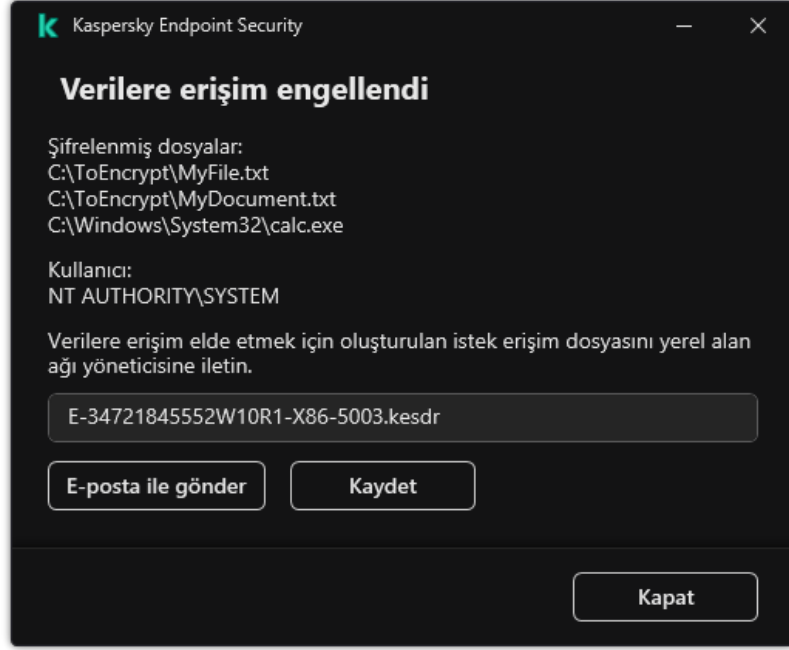 Kaspersky Endpoint Security
Verilere erişim engellendi
Şifrelenmiş dosyalar:
C:\ToEncrypt\MyFile.txt
C:\ToEncrypt\MyDocument.txt
C:\Windows\System32\calc.exe
Kullanıcı:
NT AUTHORITY\SYSTEM
Verilere erişim elde etmek için oluşturulan istek erişim dosyasını yerel alan
ağı yöneticisine iletin.
E-34721845552W10R1-X86-5003.kesdr
E-posta ile gönder
Kaydet
Kapat